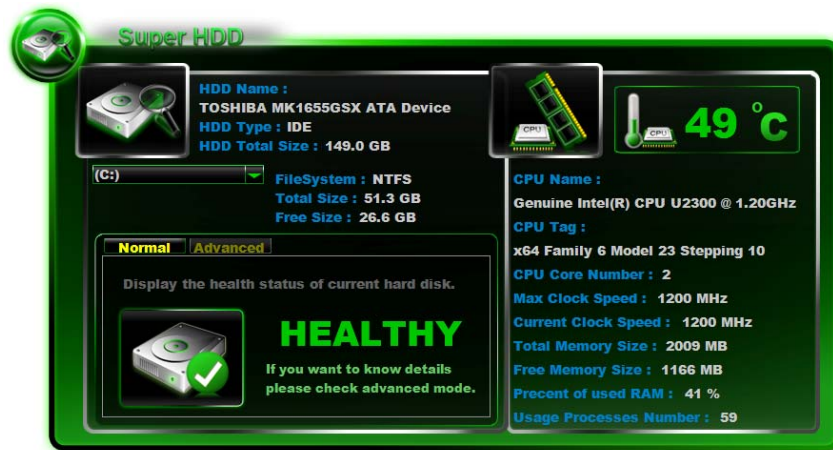 Super HDD
HDD Name :
TOSHIBA MK1655GSX ATA Device
HDD Type : IDE
HDD Total Size : 149.0 GB
(C:)
FileSystem : NTFS
Total Size : 51.3 GB
Free Size : 26.6 GB
Normal
Advanced
Display the health status of current hard disk.
HEALTHY
If you want to know details
please check advanced mode.
CPU
CPU
49 °C
CPU Name :
Genuine Intel(R) CPU U2300 @ 1.20GHz
CPU Tag :
x64 Family 6 Model 23 Stepping 10
CPU Core Number : 2
Max Clock Speed : 1200 MHz
Current Clock Speed : 1200 MHz
Total Memory Size : 2009 MB
Free Memory Size : 1166 MB
Precent of used RAM : 41 %
Usage Processes Number : 59